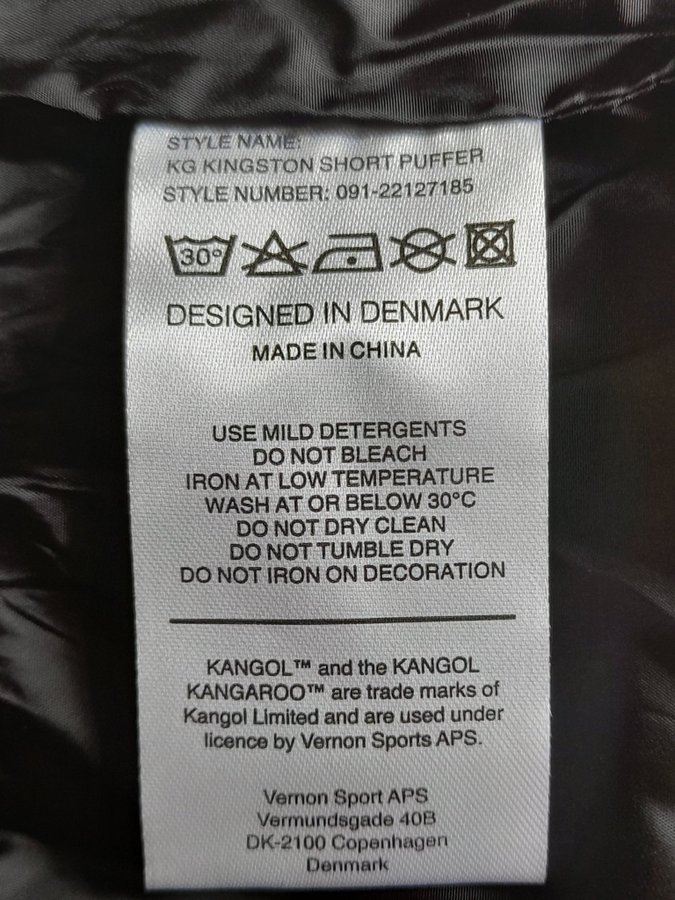 STYLE NAME:
KG KINGSTON SHORT PUFFER
STYLE NUMBER: 091-22127185
30°
DESIGNED IN DENMARK
MADE IN CHINA
USE MILD DETERGENTS
DO NOT BLEACH
IRON AT LOW TEMPERATURE
WASH AT OR BELOW 30°C
DO NOT DRY CLEAN
DO NOT TUMBLE DRY
DO NOT IRON ON DECORATION
KANGOL™ and the KANGOL
KANGAROO™ are trade marks of
Kangol Limited and are used under
licence by Vernon Sports APS.
Vernon Sport APS
Vermundsgade 40B
DK-2100 Copenhagen
Denmark